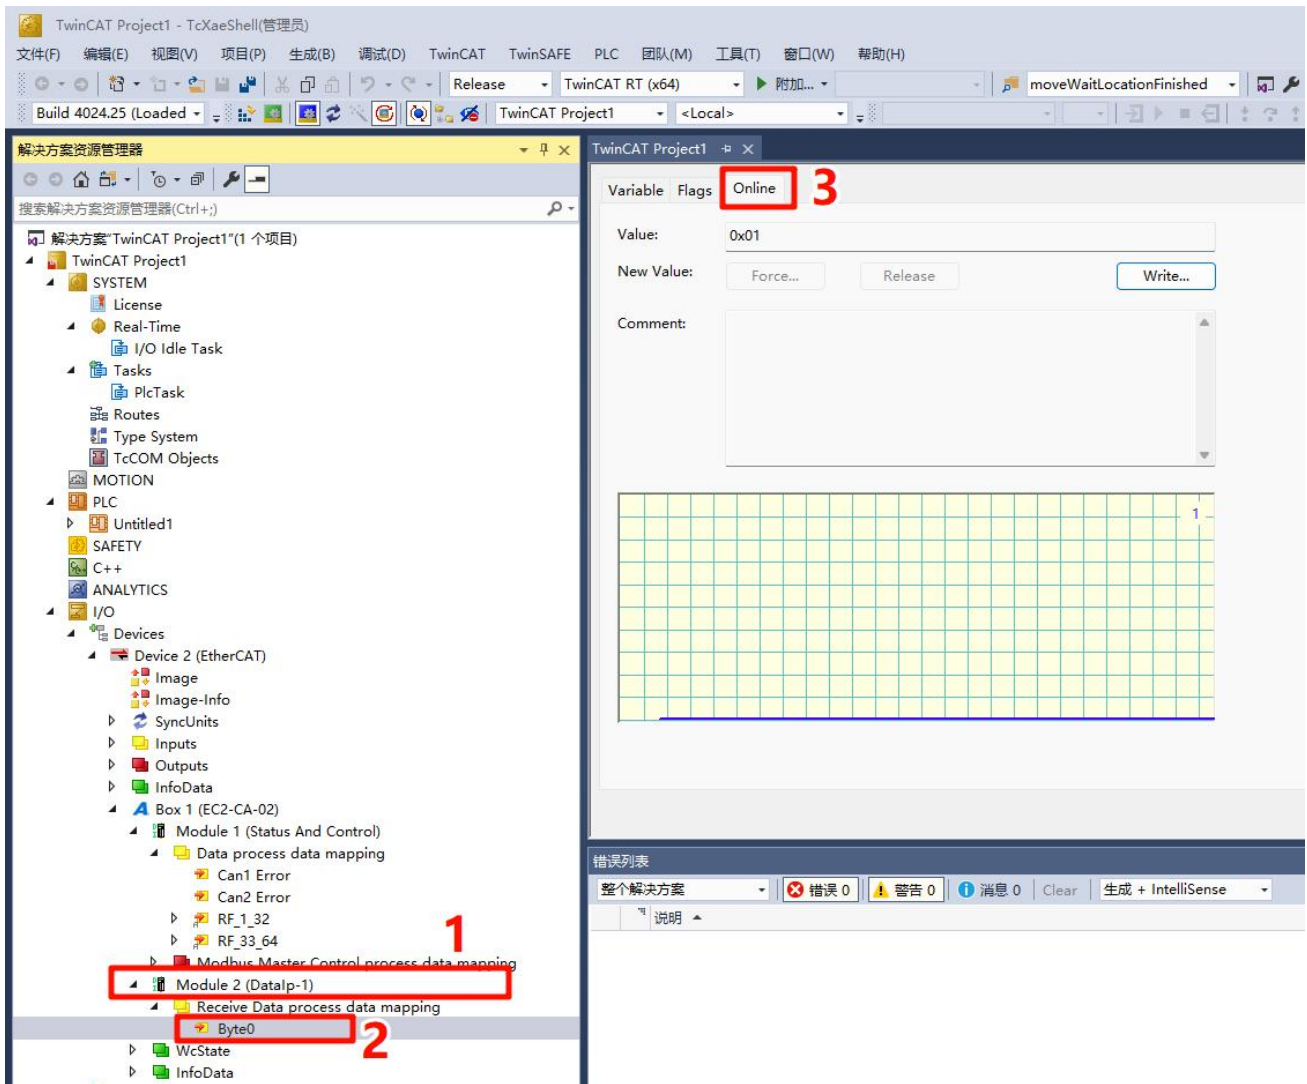 TwinCAT Project1 - TcXaeShell(管理员)
文件(F) 编辑(E) 视图(V) 项目(P) 生成(B) 调试(D) TwinCAT TwinSAFE PLC 团队(M) 工具(T) 窗口(W) 帮助(H)
Release TwinCAT RT (x64) 附加... moveWaitLocationFinished
Build 4024.25 (Loaded TwinCAT Project1 <Local>
解决方案资源管理器
搜索解决方案资源管理器(Ctrl+;)
解决方案"TwinCAT Project1"(1 个项目)
TwinCAT Project1
SYSTEM
License
Real-Time
I/O Idle Task
Tasks
PlcTask
Routes
Type System
TcCOM Objects
MOTION
PLC
Untitled1
SAFETY
C++
ANALYTICS
I/O
Devices
Device 2 (EtherCAT)
Image
Image-Info
SyncUnits
Inputs
Outputs
InfoData
Box 1 (EC2-CA-02)
Module 1 (Status And Control)
Data process data mapping
Can1 Error
Can2 Error
RF_1_32
RF_33_64
1
Modbus Master Control process data mapping
Module 2 (DataIp-1)
Receive Data process data mapping
Byte0
2
WcState
InfoData
TwinCAT Project1
Variable Flags Online
3
Value: 0x01
New Value: Force... Release Write...
Comment:
1
错误列表
整个解决方案 错误 0 警告 0 消息 0 Clear 生成 + IntelliSense
说明